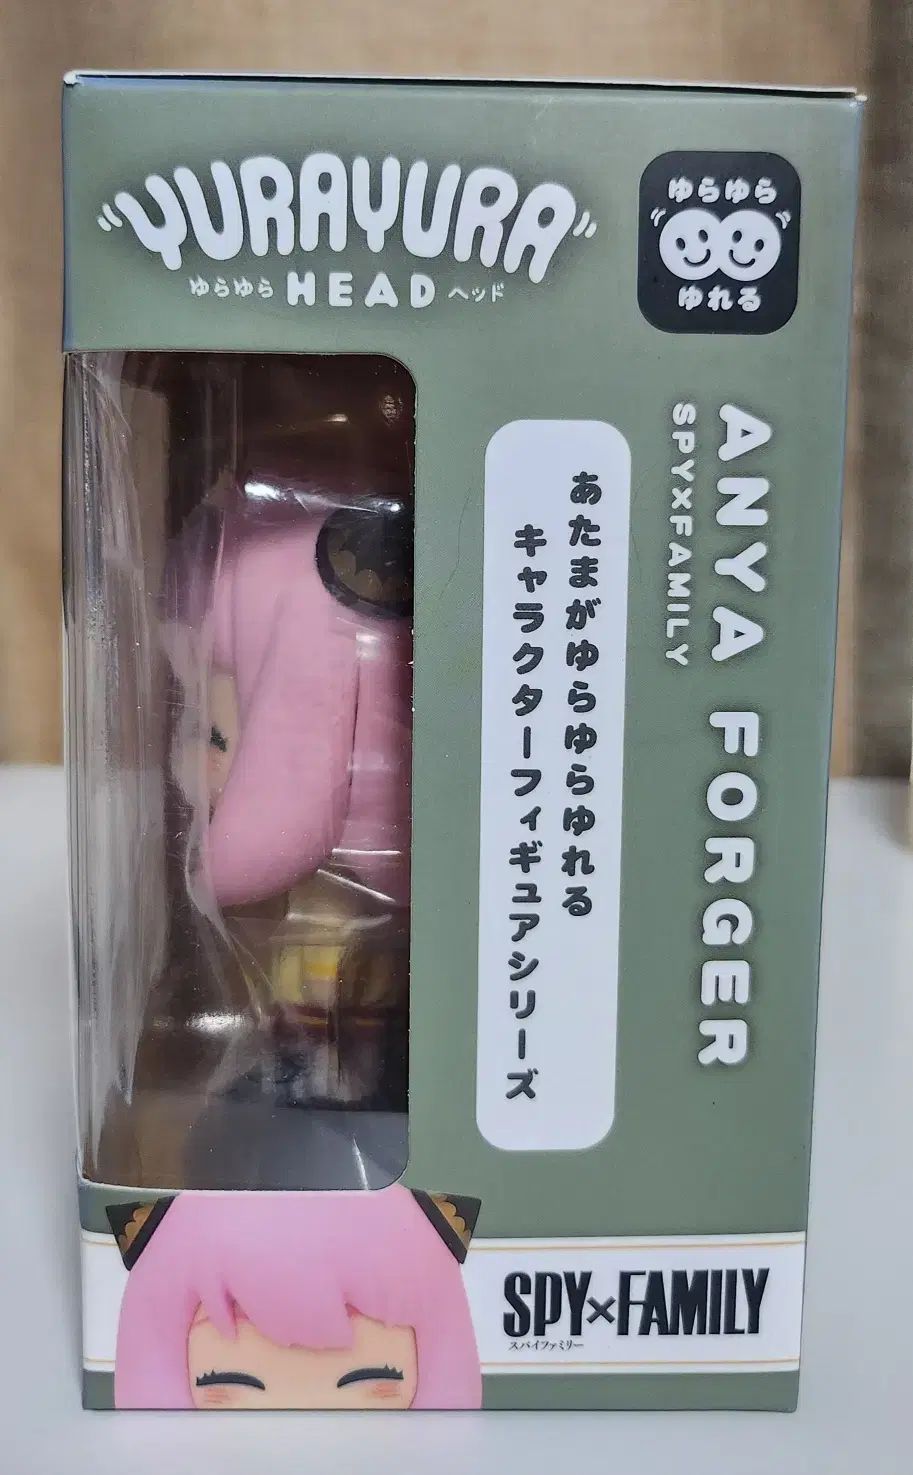 YURAYURA
ゆらゆら HEAD ヘッド
ゆらゆら
ゆれる
ANYA FORGER
SPY×FAMILY
あたまがゆらゆらゆれる
キャラクターフィギュアシリーズ
SPY×FAMILY
スパイファミリー